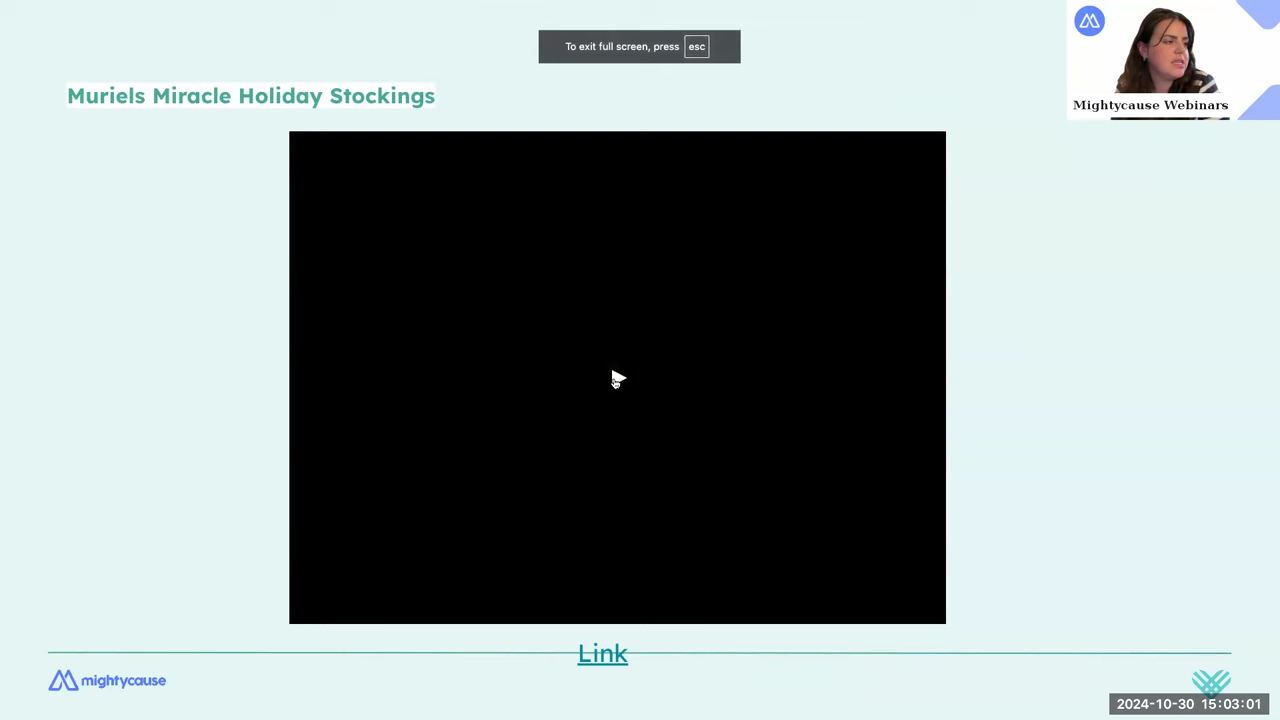 To exit full screen, press esc
Muriels Miracle Holiday Stockings
Mightycause Webinars
Link
mightycause
2024-10-30 15:03:01